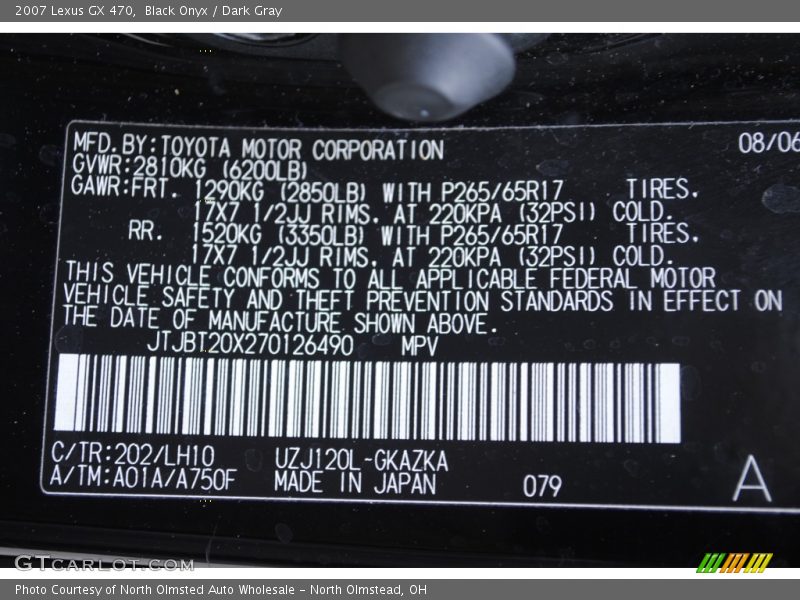 2007 Lexus GX 470, Black Onyx / Dark Gray
MFD.BY:TOYOTA MOTOR CORPORATION 08/06
GVWR:2810KG (6200LB)
GAWR:FRT. 1290KG (2850LB) WITH P265/65R17 TIRES.
17X7 1/2JJ RIMS. AT 220KPA (32PSI) COLD.
RR. 1520KG (3350LB) WITH P265/65R17 TIRES.
17X7 1/2JJ RIMS. AT 220KPA (32PSI) COLD.
THIS VEHICLE CONFORMS TO ALL APPLICABLE FEDERAL MOTOR
VEHICLE SAFETY AND THEFT PREVENTION STANDARDS IN EFFECT ON
THE DATE OF MANUFACTURE SHOWN ABOVE.
JTJBT20X270126490 MPV
C/TR:202/LH10 UZJ120L-GKAZKA
A/TM:A01A/A750F MADE IN JAPAN 079 A
GTCARLOT.COM
Photo Courtesy of North Olmsted Auto Wholesale - North Olmstead, OH